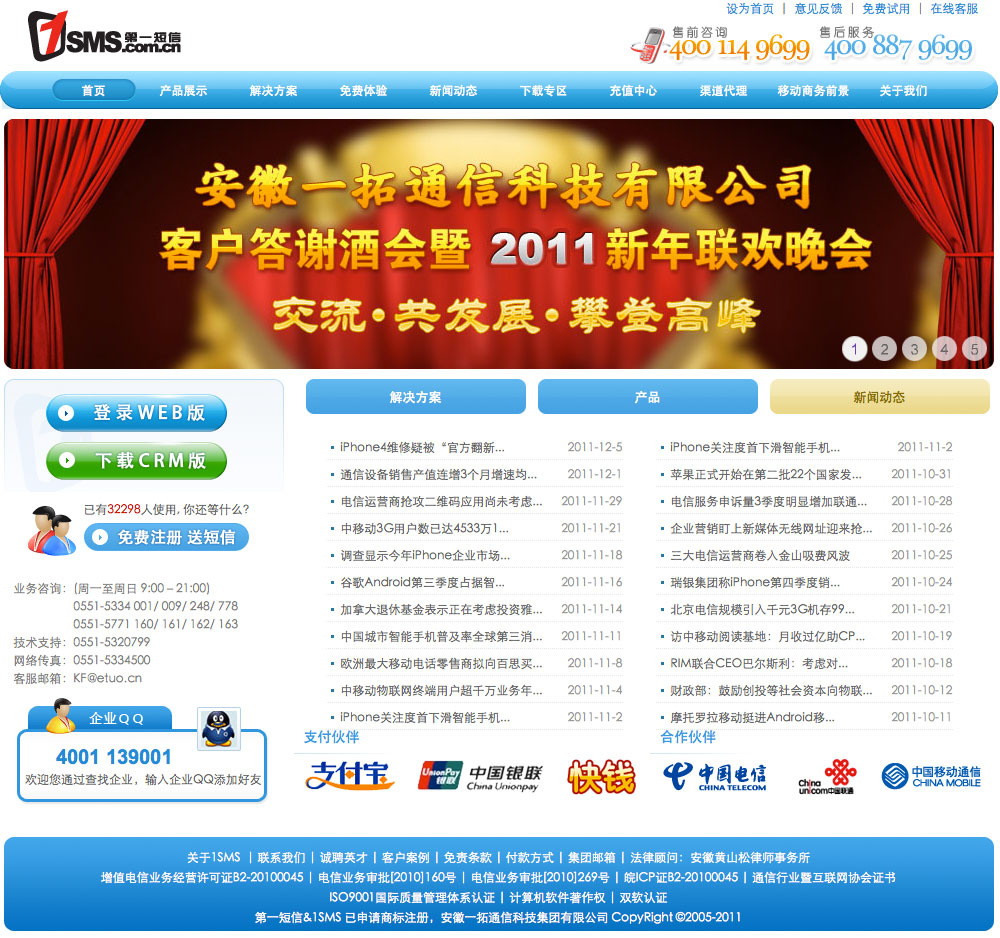 设为首页 | 意见反馈 | 免费试用 | 在线客服
1SMS 第一短信
.com.cn
售前咨询 400 114 9699 售后服务 400 887 9699
首页 产品展示 解决方案 免费体验 新闻动态 下载专区 充值中心 渠道代理 移动商务前景 关于我们
安徽一拓通信科技有限公司
客户答谢酒会暨 2011 新年联欢晚会
交流·共发展·攀登高峰
1 2 3 4 5
登录WEB版
下载CRM版
已有32298人使用, 你还等什么?
免费注册 送短信
业务咨询: (周一至周日 9:00 – 21:00)
0551-5334 001/ 009/ 248/ 778
0551-5771 160/ 161/ 162/ 163
技术支持: 0551-5320799
网络传真: 0551-5334500
客服邮箱: KF@etuo.cn
企业QQ
4001 139001
欢迎您通过查找企业，输入企业QQ添加好友
解决方案 产品 新闻动态
iPhone4维修疑被“官方翻新... 2011-12-5
通信设备销售产值连增3个月增速均... 2011-12-1
电信运营商抢攻二维码应用尚未考虑... 2011-11-29
中移动3G用户数已达4533万1... 2011-11-21
调查显示今年iPhone企业市场... 2011-11-18
谷歌Android第三季度占据智... 2011-11-16
加拿大退休基金表示正在考虑投资雅... 2011-11-14
中国城市智能手机普及率全球第三消... 2011-11-11
欧洲最大移动电话零售商拟向百思买... 2011-11-8
中移动物联网终端用户超千万业务年... 2011-11-4
iPhone关注度首下滑智能手机... 2011-11-2
iPhone关注度首下滑智能手机... 2011-11-2
苹果正式开始在第二批22个国家发... 2011-10-31
电信服务申诉量3季度明显增加联通... 2011-10-28
企业营销盯上新媒体无线网址迎来抢... 2011-10-26
三大电信运营商卷入金山吸费风波 2011-10-25
瑞银集团称iPhone第四季度销... 2011-10-24
北京电信规模引入千元3G机存99... 2011-10-21
访中移动阅读基地：月收过亿助CP... 2011-10-19
RIM联合CEO巴尔斯利：考虑对... 2011-10-18
财政部：鼓励创投等社会资本向物联... 2011-10-12
摩托罗拉移动挺进Android移... 2011-10-11
支付伙伴
支付宝 UnionPay 银联 中国银联 China Unionpay 快钱
合作伙伴
中国电信 CHINA TELECOM China unicom中国联通 中国移动通信 CHINA MOBILE
关于1SMS | 联系我们 | 诚聘英才 | 客户案例 | 免责条款 | 付款方式 | 集团邮箱 | 法律顾问：安徽黄山松律师事务所
增值电信业务经营许可证B2-20100045 | 电信业务审批[2010]160号 | 电信业务审批[2010]269号 | 皖ICP证B2-20100045 | 通信行业暨互联网协会证书
ISO9001国际质量管理体系认证 | 计算机软件著作权 | 双软认证
第一短信&1SMS 已申请商标注册，安徽一拓通信科技集团有限公司 CopyRight ©2005-2011